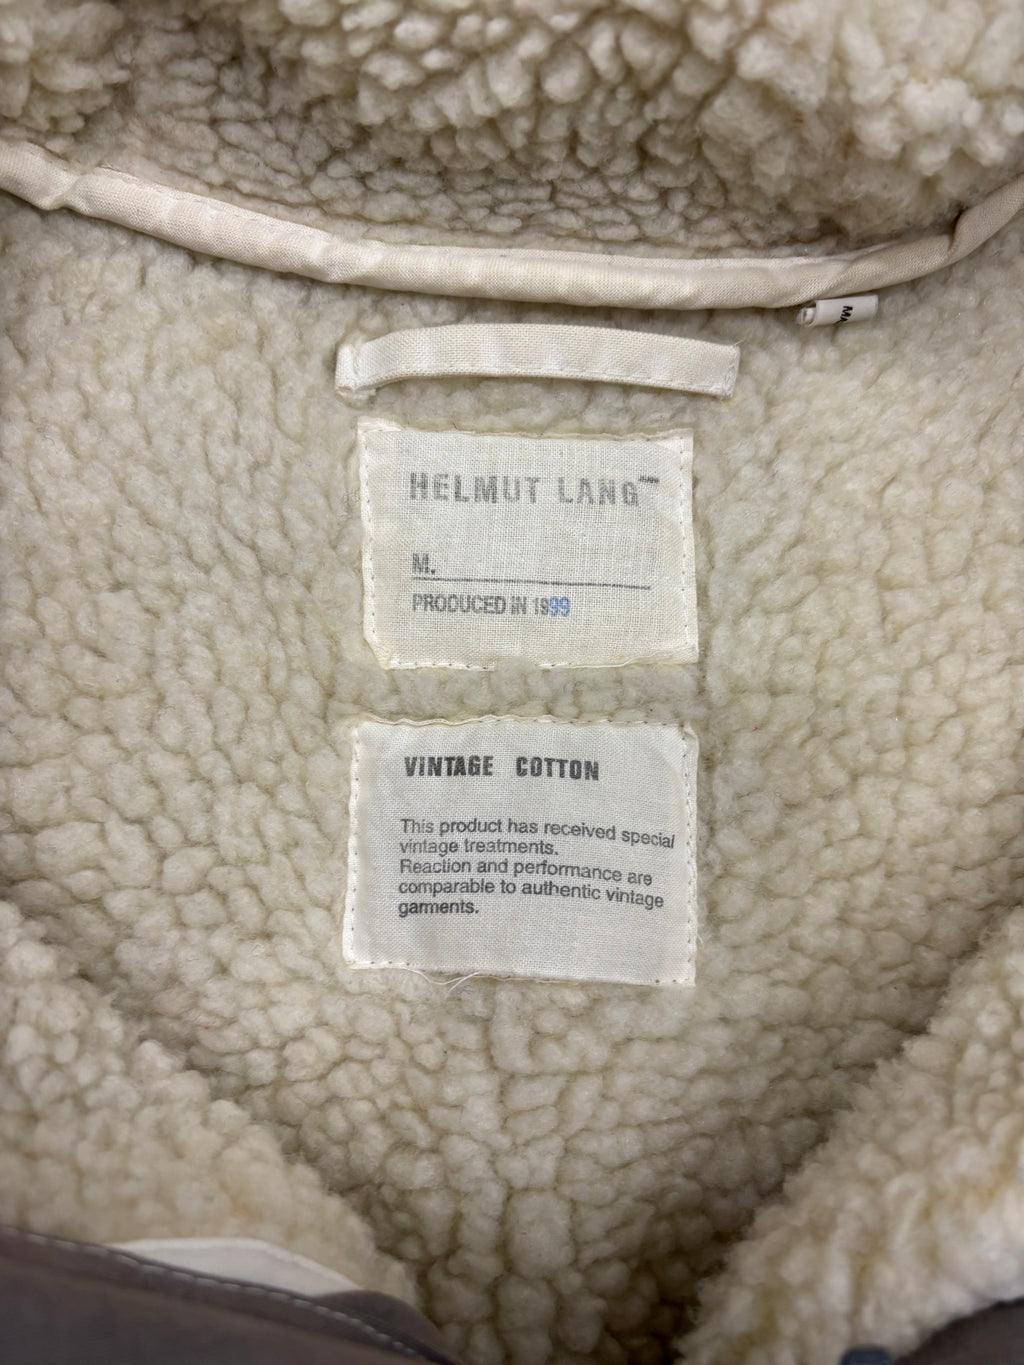 HELMUT LANG
M.
PRODUCED IN 1999
VINTAGE COTTON
This product has received special
vintage treatments.
Reaction and performance are
comparable to authentic vintage
garments.